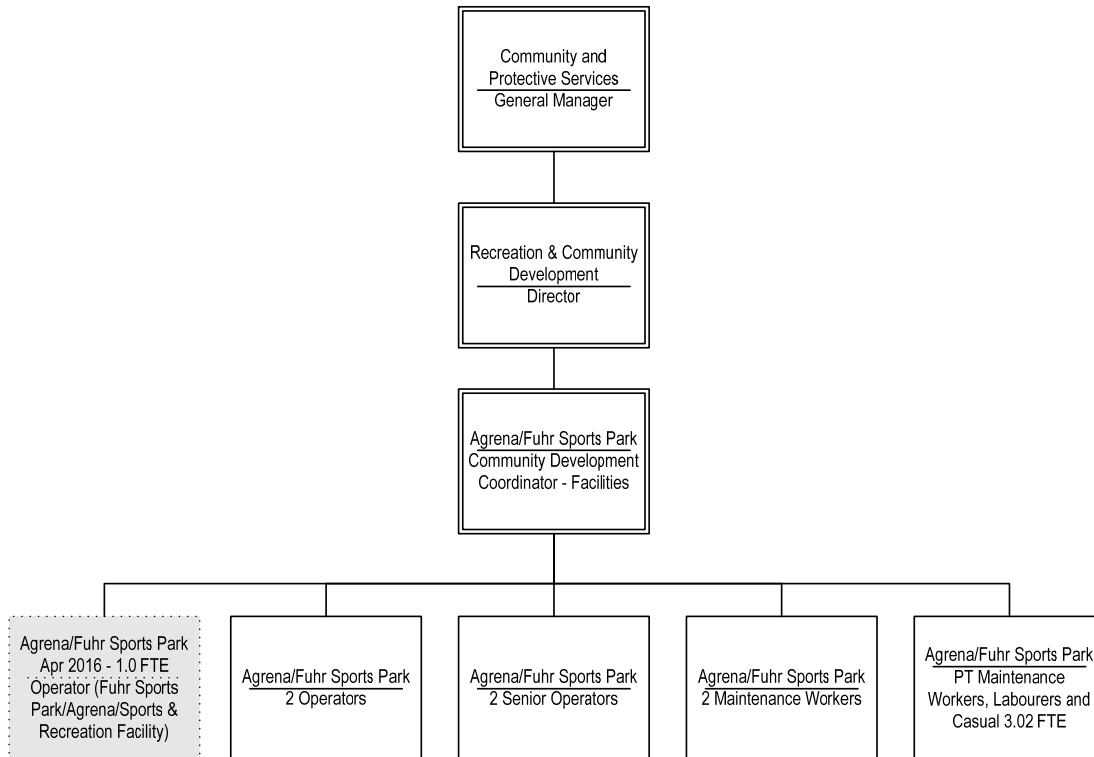 Community and
Protective Services
General Manager
Recreation & Community
Development
Director
Agrena/Fuhr Sports Park
Community Development
Coordinator - Facilities
Agrena/Fuhr Sports Park
Apr 2016 - 1.0 FTE
Operator (Fuhr Sports
Park/Agrena/Sports &
Recreation Facility)
Agrena/Fuhr Sports Park
2 Operators
Agrena/Fuhr Sports Park
2 Senior Operators
Agrena/Fuhr Sports Park
2 Maintenance Workers
Agrena/Fuhr Sports Park
PT Maintenance
Workers, Labourers and
Casual 3.02 FTE